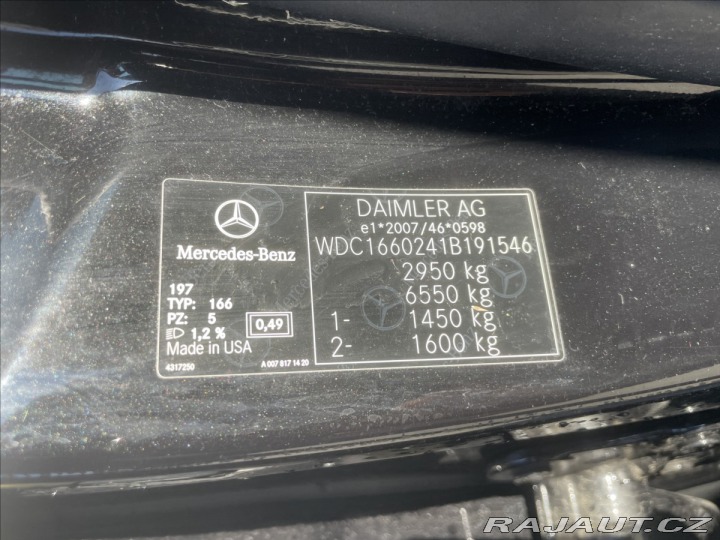 Mercedes-Benz
197
TYP: 166
PZ: 5
1,2 %
0,49
Made in USA
4317250
A 007 817 14 20
DAIMLER AG
e1*2007/46*0598
WDC1660241B191546
2950 kg
6550 kg
1- 1450 kg
2- 1600 kg
RAJAUT.CZ